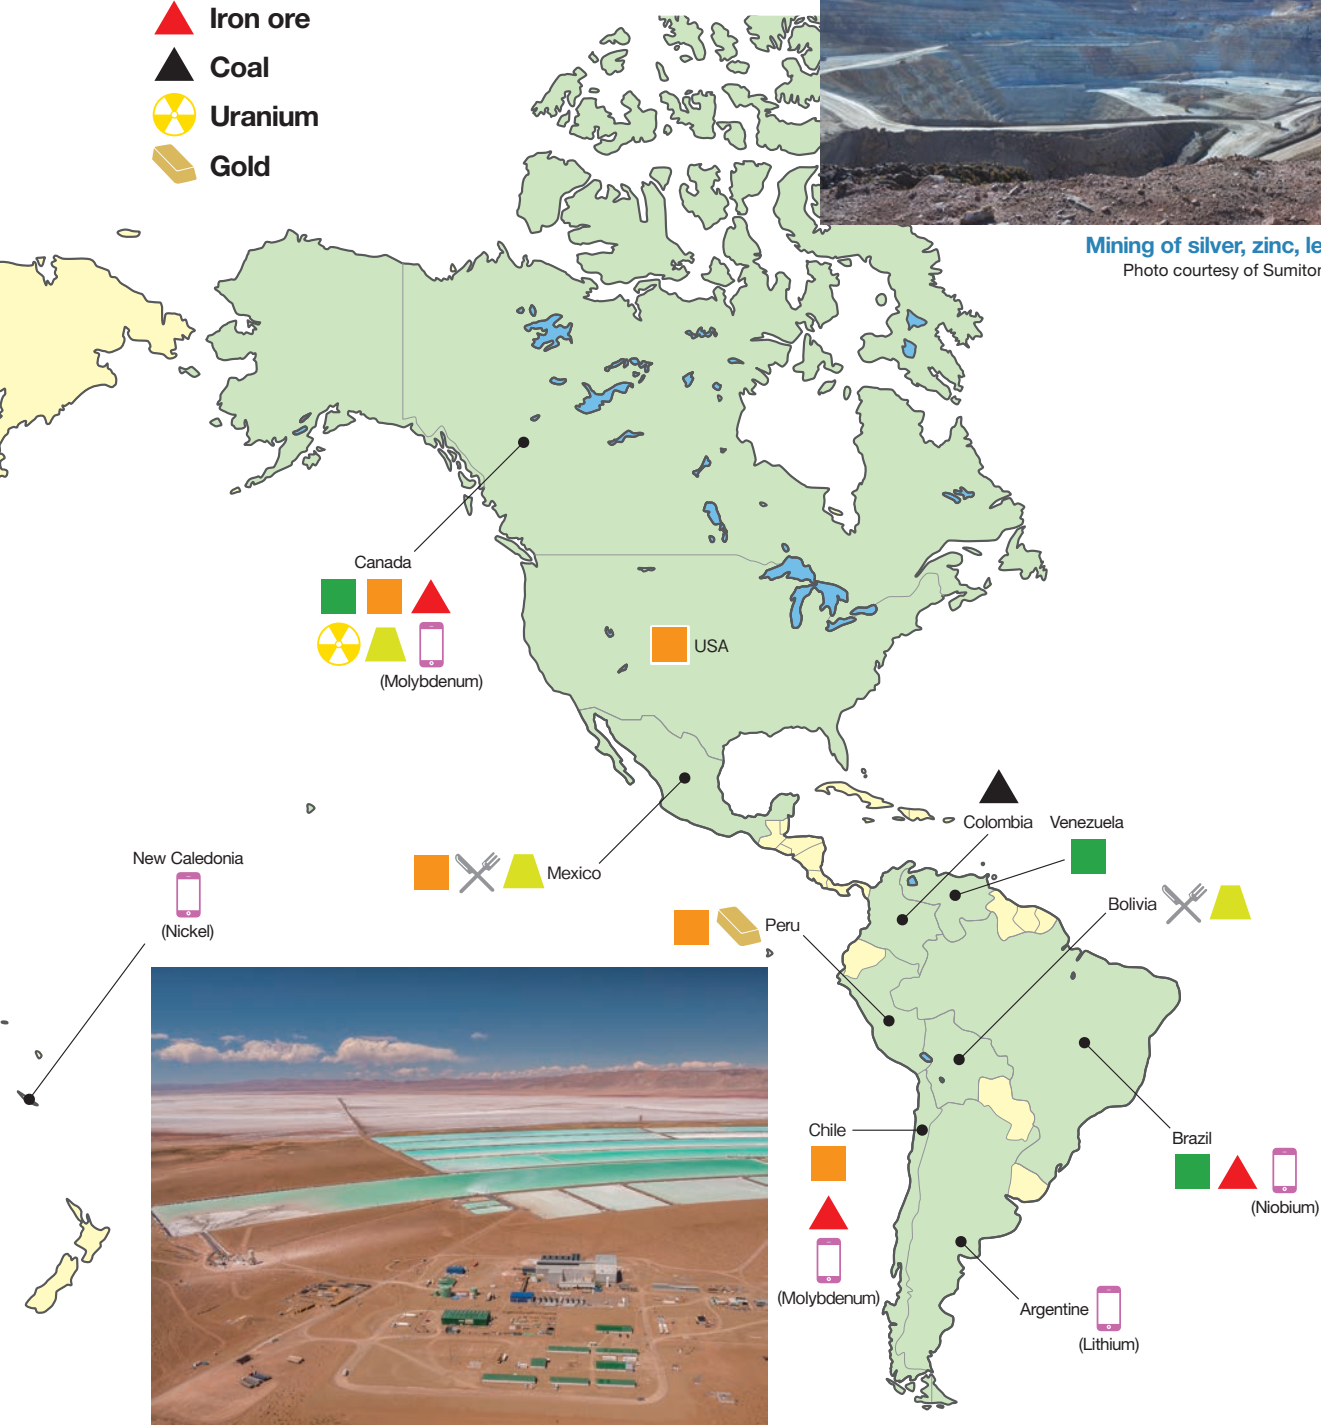 Iron ore
Coal
Uranium
Gold
Mining of silver, zinc, le
Photo courtesy of Sumitor
Canada
(Molybdenum)
USA
Colombia
Venezuela
New Caledonia
(Nickel)
Mexico
Bolivia
Peru
Chile
(Molybdenum)
Brazil
(Niobium)
Argentine
(Lithium)